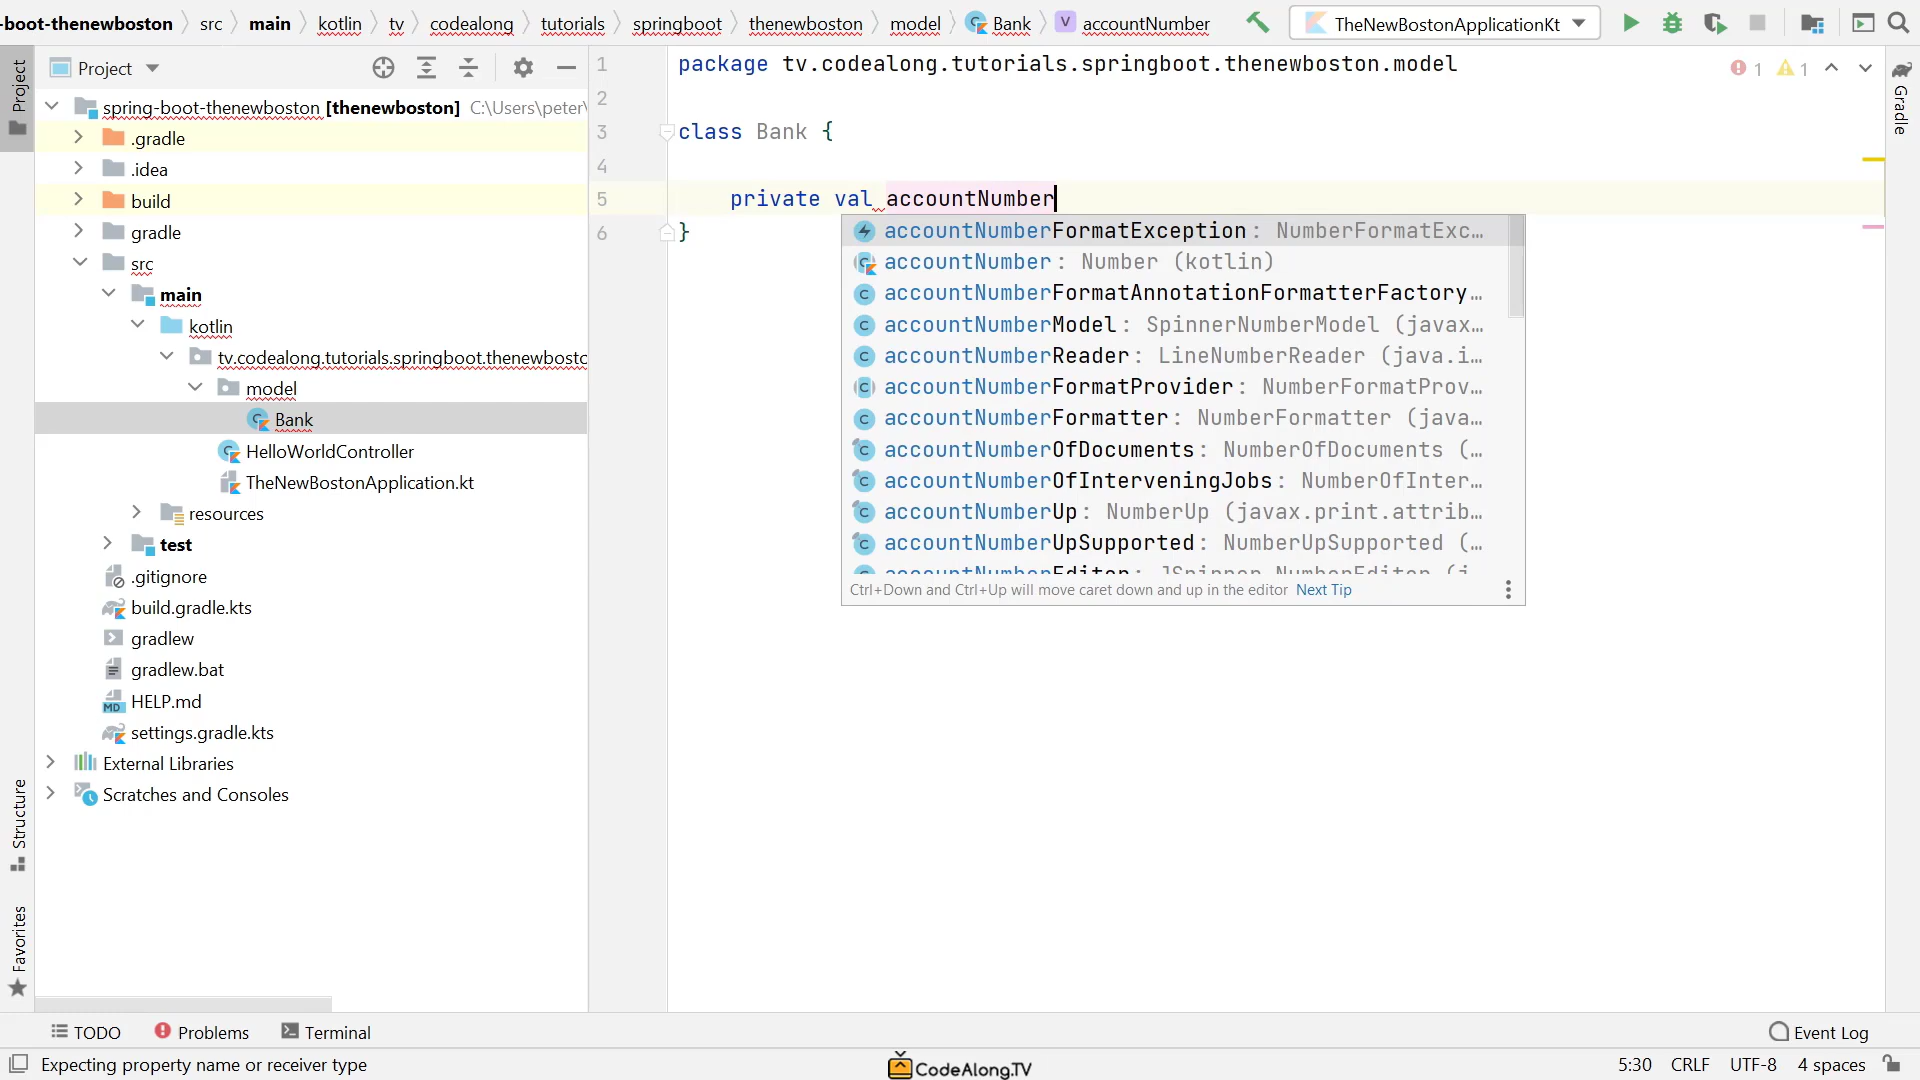 -boot-thenewboston src main kotlin tv codealong tutorials springboot thenewboston model Bank V accountNumber TheNewBostonApplicationKt
Project
Project
spring-boot-thenewboston [thenewboston] C:\Users\peter\
.gradle
.idea
build
gradle
src
main
kotlin
tv.codealong.tutorials.springboot.thenewbostc
model
Bank
HelloWorldController
TheNewBostonApplication.kt
resources
test
.gitignore
build.gradle.kts
gradlew
gradlew.bat
HELP.md
settings.gradle.kts
External Libraries
Scratches and Consoles
Structure
Favorites
1 package tv.codealong.tutorials.springboot.thenewboston.model
2
3 class Bank {
4
5 private val accountNumber
6 }
1 1
Gradle
accountNumberFormatException: NumberFormatExc…
accountNumber: Number (kotlin)
accountNumberFormatAnnotationFormatterFactory…
accountNumberModel: SpinnerNumberModel (javax…
accountNumberReader: LineNumberReader (java.i…
accountNumberFormatProvider: NumberFormatProv…
accountNumberFormatter: NumberFormatter (java…
accountNumberOfDocuments: NumberOfDocuments (…
accountNumberOfInterveningJobs: NumberOfInter…
accountNumberUp: NumberUp (javax.print.attrib…
accountNumberUpSupported: NumberUpSupported (…
accountNumberEditor: JSpinner.NumberEditor (j…
Ctrl+Down and Ctrl+Up will move caret down and up in the editor Next Tip
TODO Problems Terminal Event Log
Expecting property name or receiver type CodeAlong.TV 5:30 CRLF UTF-8 4 spaces